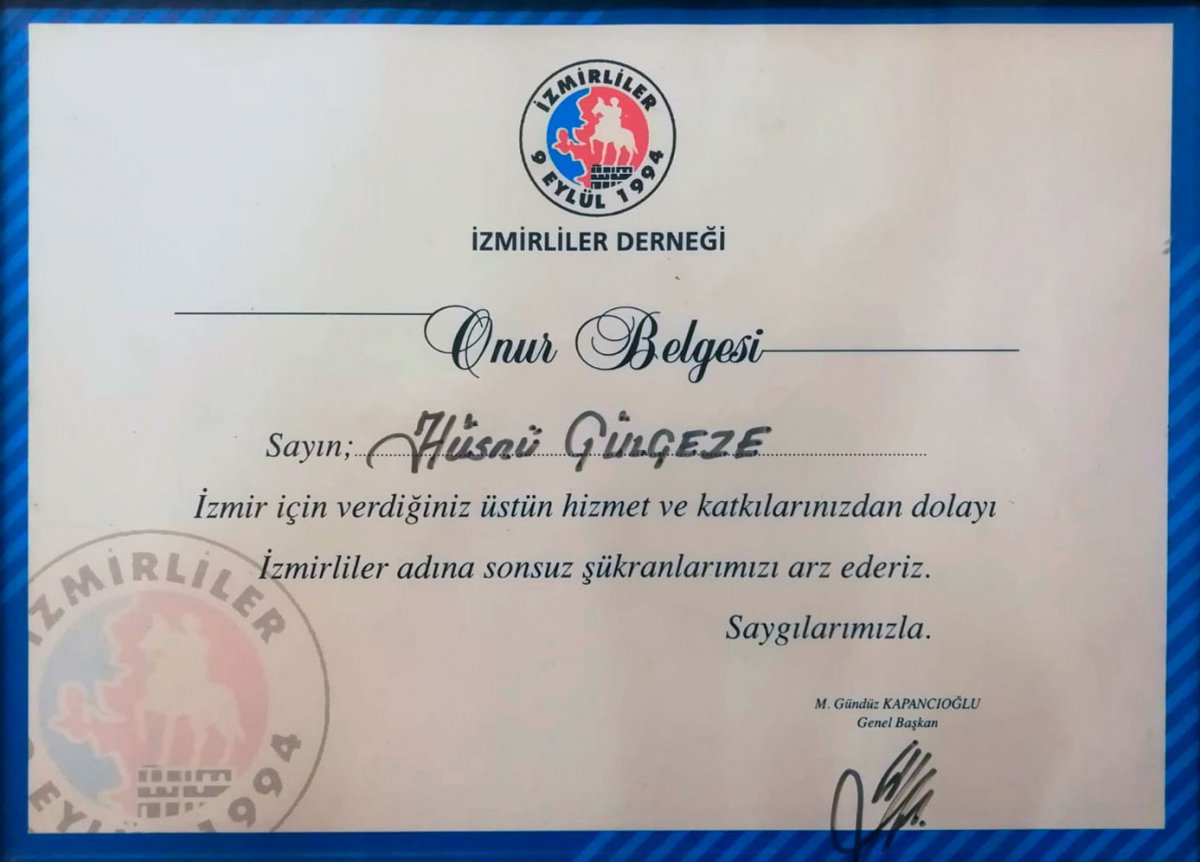 İZMİRLİLER
9 EYLÜL 1994
İZMİRLİLER DERNEĞİ
Onur Belgesi
Sayın; Hüsnü GÜLGEZE
İzmir için verdiğiniz üstün hizmet ve katkılarınızdan dolayı
İzmirliler adına sonsuz şükranlarımızı arz ederiz.
Saygılarımızla.
M. Gündüz KAPANCIOĞLU
Genel Başkan
İZMİRLİLER
9 EYLÜL 1994